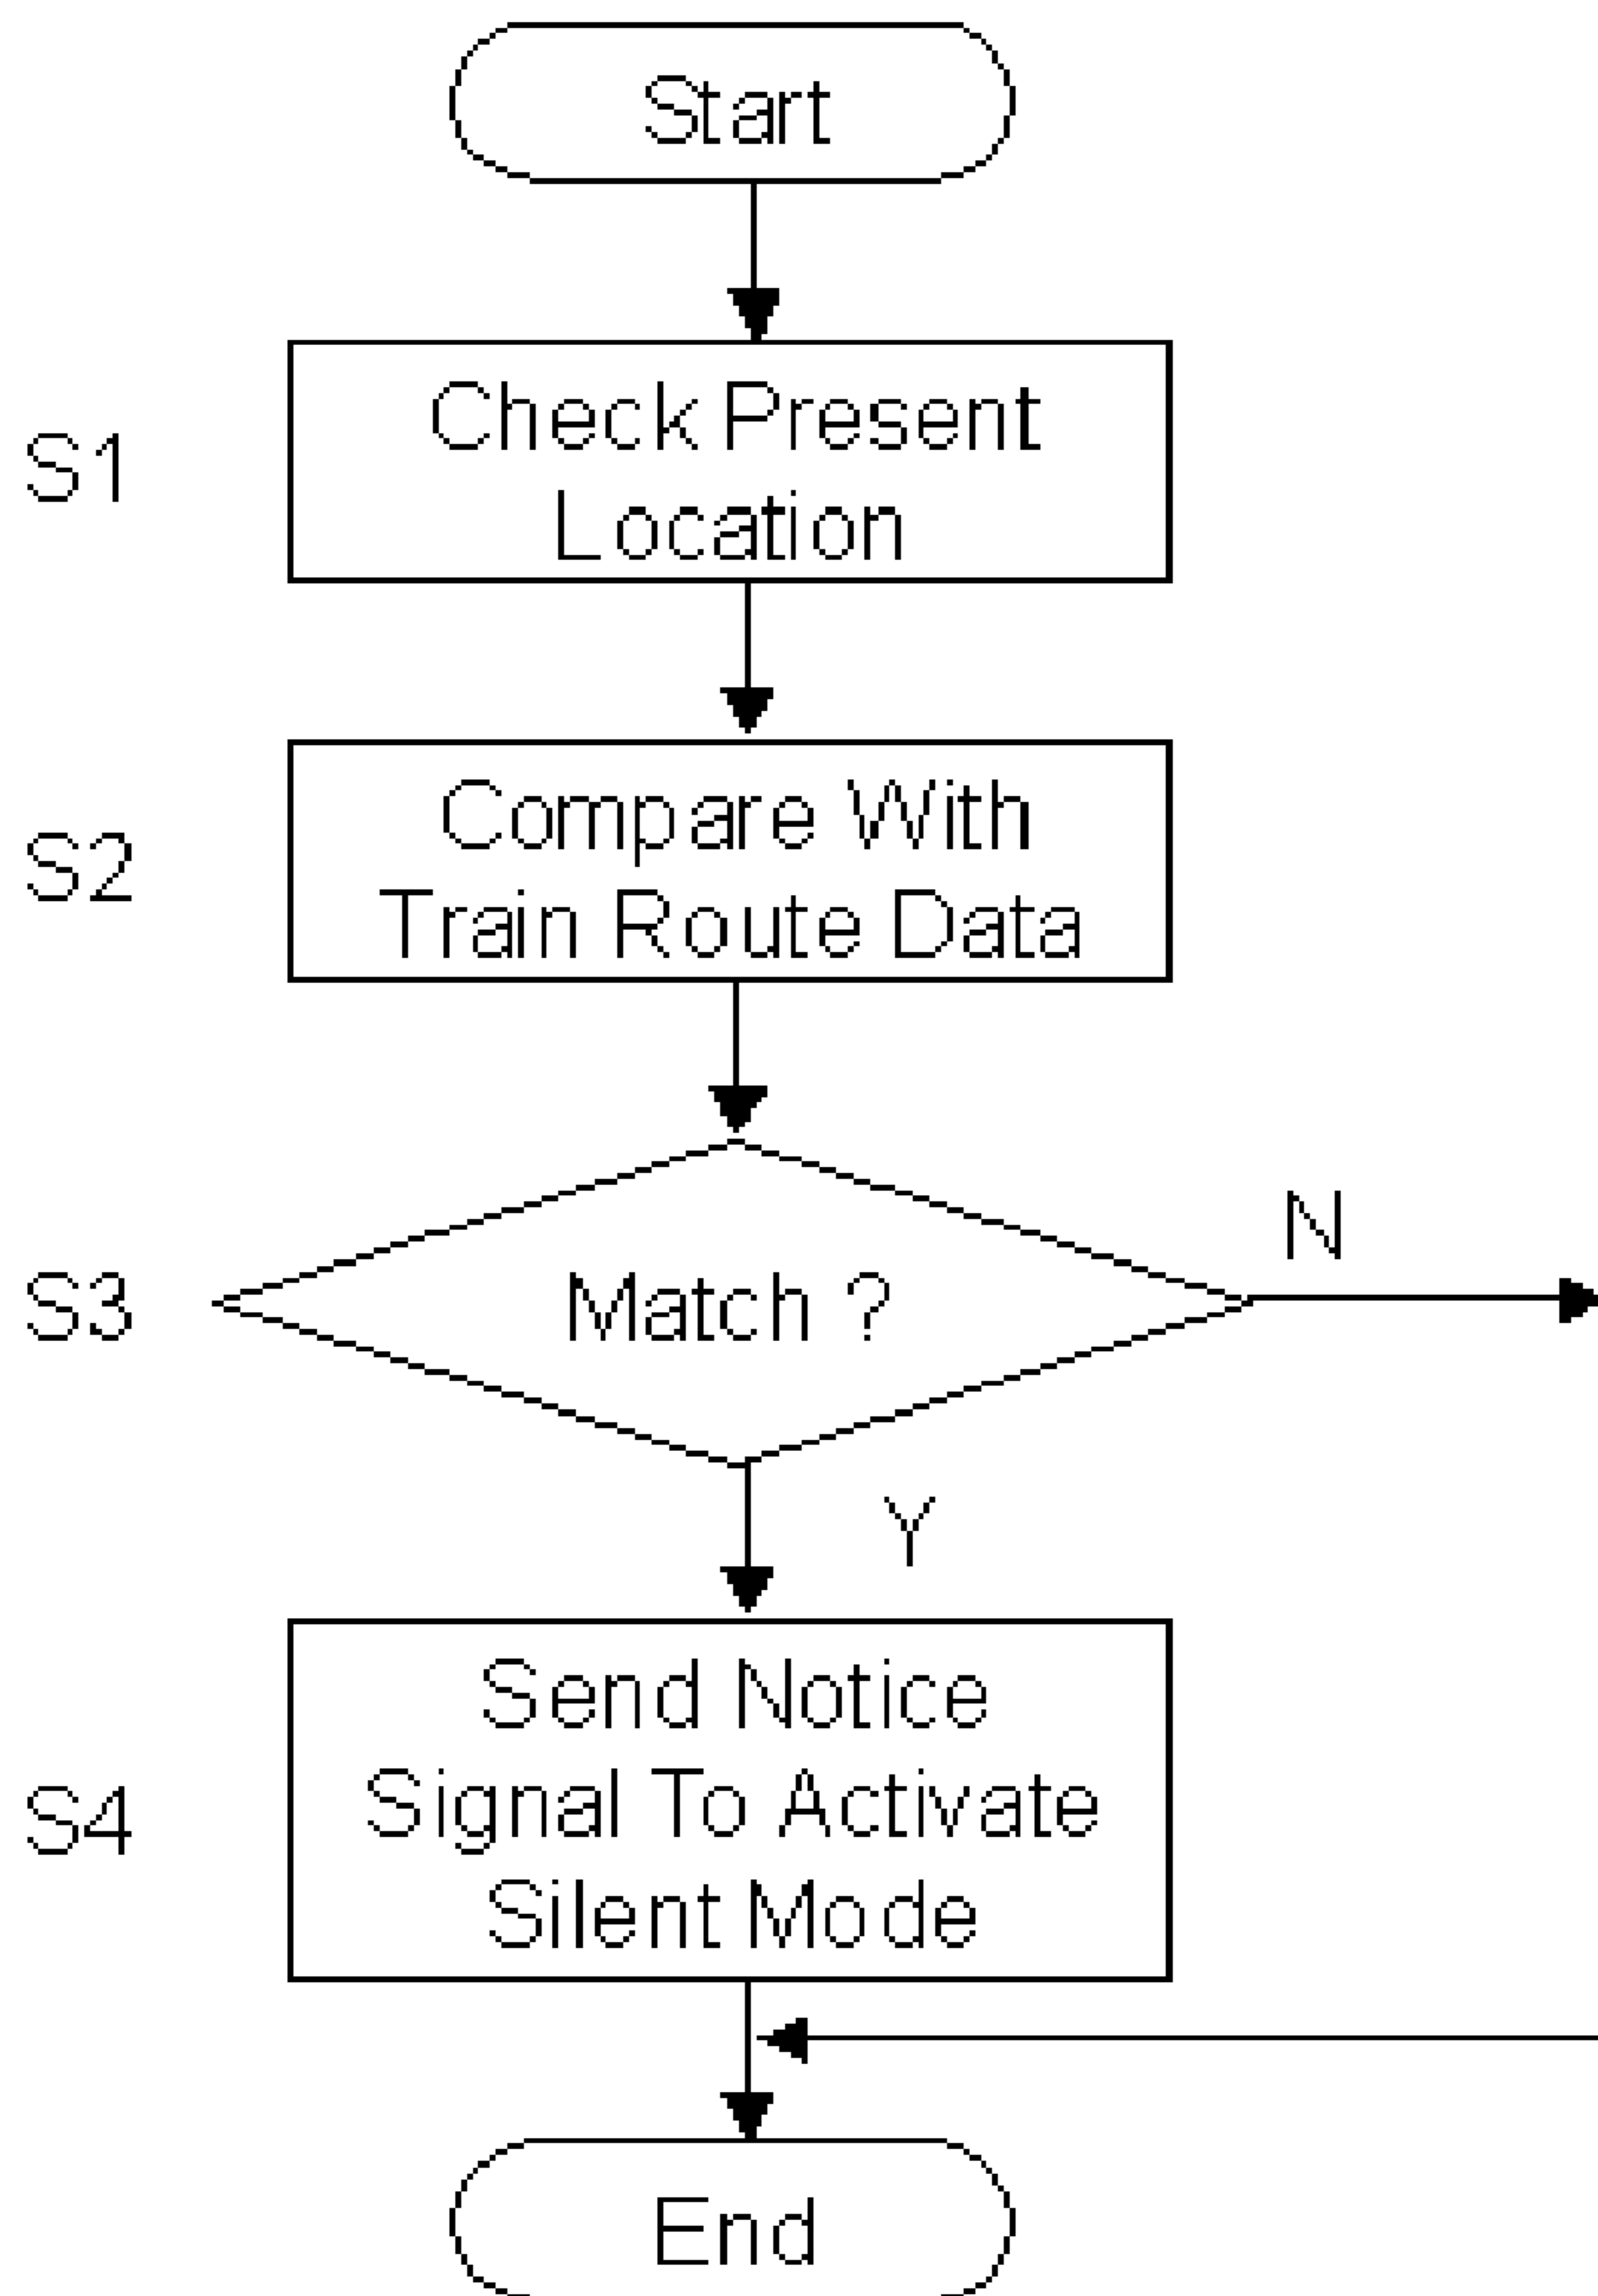 Start
S1
Check Present
Location
S2
Compare With
Train Route Data
S3
Match ?
N
Y
S4
Send Notice
Signal To Activate
Silent Mode
End